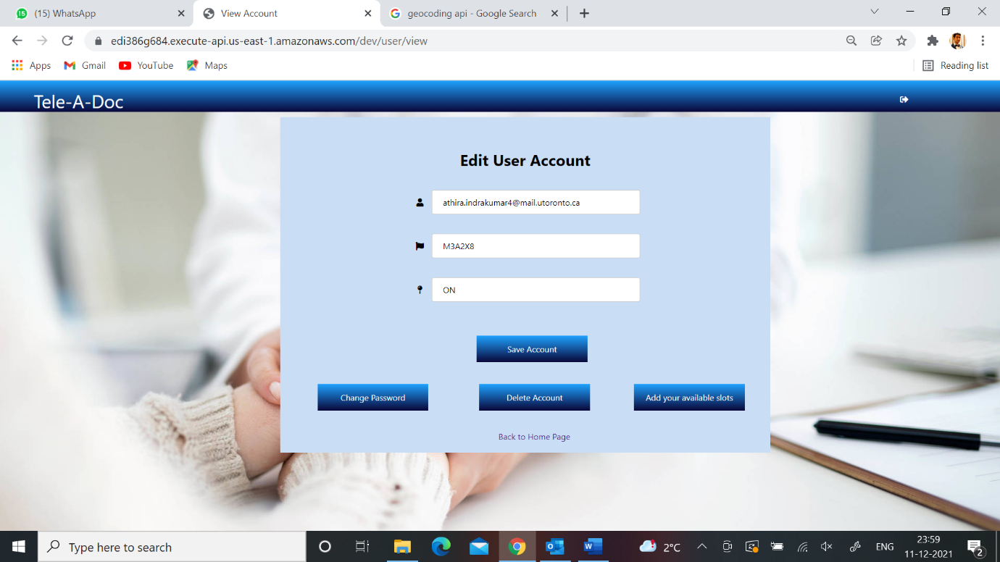 15 (15) WhatsApp
View Account
geocoding api - Google Search
edi386g684.execute-api.us-east-1.amazonaws.com/dev/user/view
Apps Gmail YouTube Maps Reading list
Tele-A-Doc
Edit User Account
athira.indrakumar4@mail.utoronto.ca
M3A2X8
ON
Save Account
Change Password Delete Account Add your available slots
Back to Home Page
Type here to search
2°C
ENG
23:59
11-12-2021
2